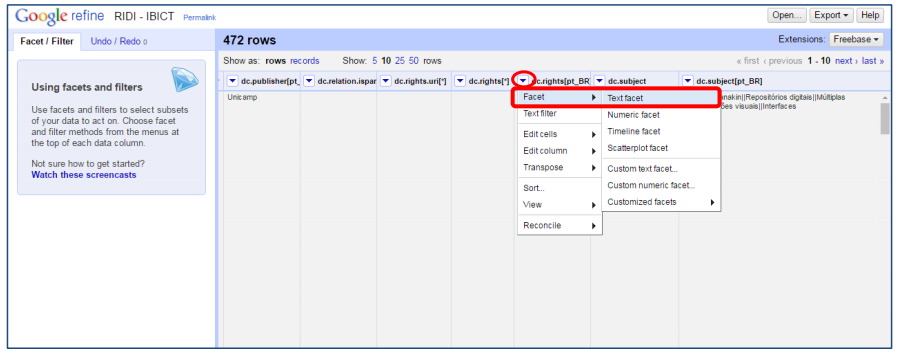 Google refine RIDI - IBICT Permalink
Open... Export Help
Facet / Filter Undo / Redo 0
472 rows
Extensions: Freebase
Show as: rows records Show: 5 10 25 50 rows
« first ‹ previous 1 - 10 next › last »
Using facets and filters
Use facets and filters to select subsets
of your data to act on. Choose facet
and filter methods from the menus at
the top of each data column.
Not sure how to get started?
Watch these screencasts
dc.publisher[pt_ dc.relation.ispar dc.rights.uri[*] dc.rights[*] dc.rights[pt_BR dc.subject dc.subject[pt_BR]
Unicamp
nakin||Repositórios digitais||Múltiplas
ões visuais||Interfaces
Facet
Text filter
Edit cells
Edit column
Transpose
Sort...
View
Reconcile
Text facet
Numeric facet
Timeline facet
Scatterplot facet
Custom text facet...
Custom numeric facet...
Customized facets